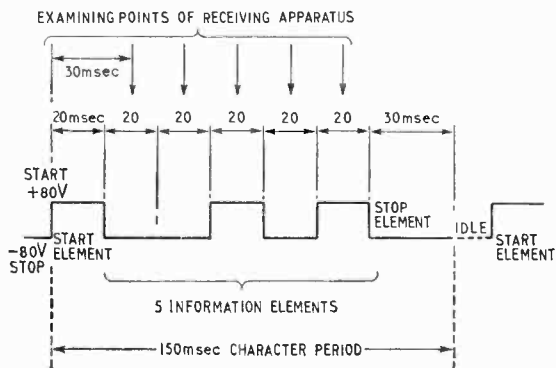 EXAMINING POINTS OF RECEIVING APPARATUS
30msec
20msec 20 20 20 20 20 30msec
START
+80V
-80V
STOP
START
ELEMENT
STOP
ELEMENT
IDLE
START
ELEMENT
5 INFORMATION ELEMENTS
150msec CHARACTER PERIOD